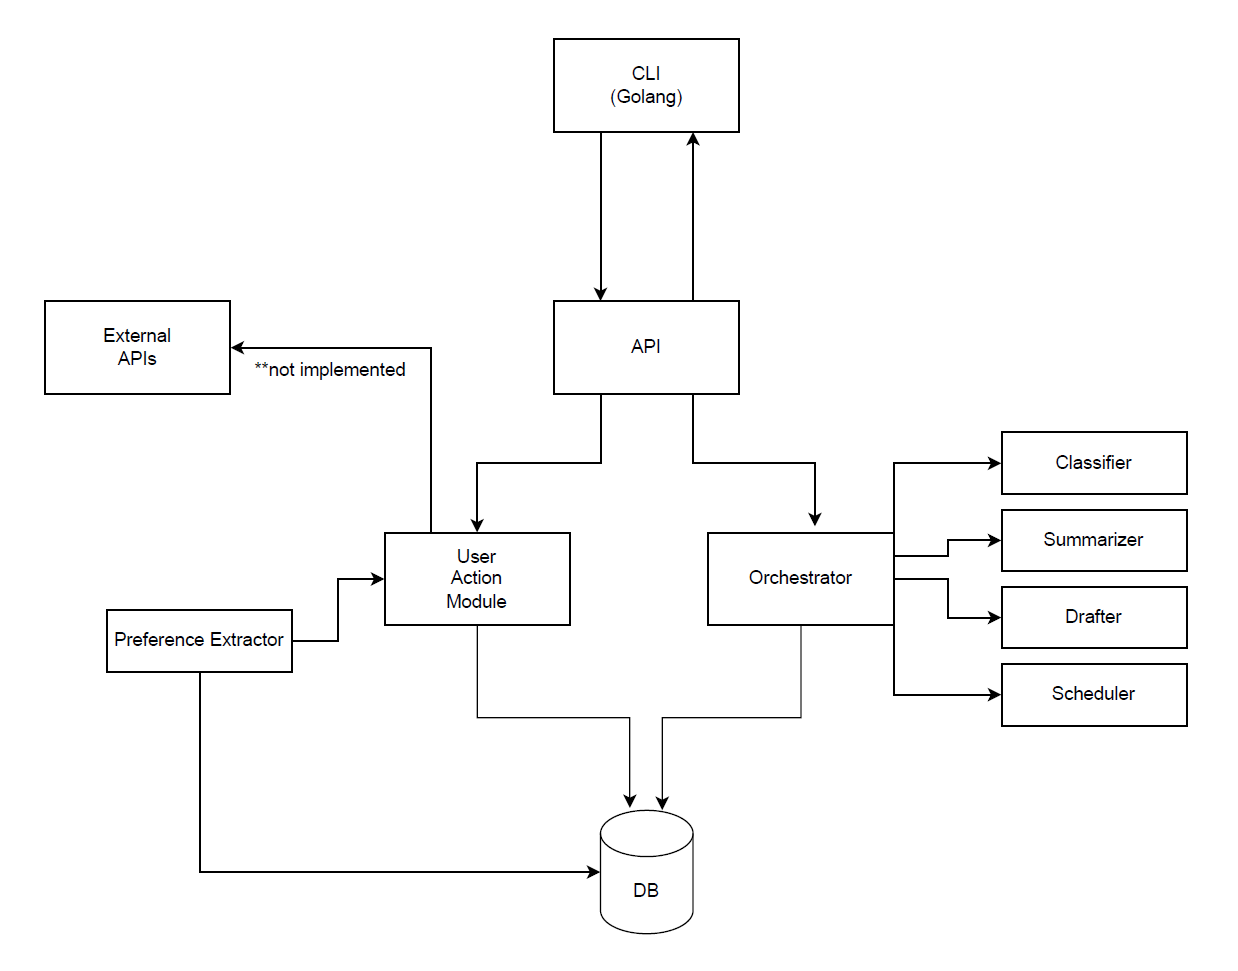 CLI
(Golang)
External
APIs
**not implemented
API
Classifier
Summarizer
User
Action
Module
Orchestrator
Drafter
Preference Extractor
Scheduler
DB